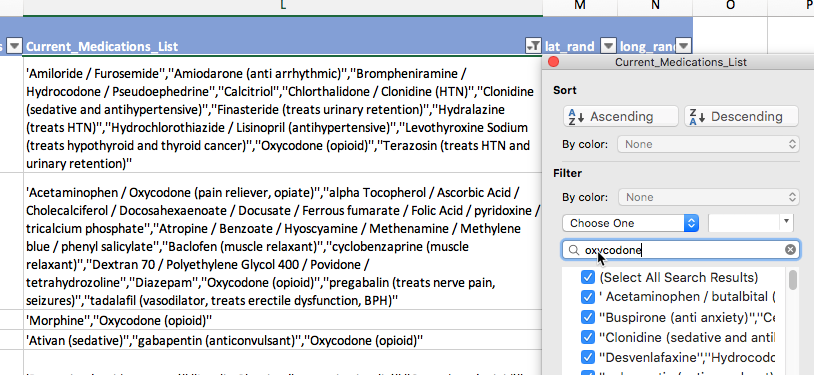 L M N O P
s Current_Medications_List lat_rand long_rand
'Amiloride / Furosemide'',''Amiodarone (anti arrhythmic)'',''Brompheniramine /
Hydrocodone / Pseudoephedrine'',''Calcitriol'',''Chlorthalidone / Clonidine (HTN)'',''Clonidine
(sedative and antihypertensive)'',''Finasteride (treats urinary retention)'',''Hydralazine
(treats HTN)'',''Hydrochlorothiazide / Lisinopril (antihypertensive)'',''Levothyroxine Sodium
(treats hypothyroid and thyroid cancer)'',''Oxycodone (opioid)'',''Terazosin (treats HTN and
urinary retention)''
'Acetaminophen / Oxycodone (pain reliever, opiate)'',''alpha Tocopherol / Ascorbic Acid /
Cholecalciferol / Docosahexaenoate / Docusate / Ferrous fumarate / Folic Acid / pyridoxine /
tricalcium phosphate'',''Atropine / Benzoate / Hyoscyamine / Methenamine / Methylene
blue / phenyl salicylate'',''Baclofen (muscle relaxant)'',''cyclobenzaprine (muscle
relaxant)'',''Dextran 70 / Polyethylene Glycol 400 / Povidone /
tetrahydrozoline'',''Diazepam'',''Oxycodone (opioid)'',''pregabalin (treats nerve pain,
seizures)'',''tadalafil (vasodilator, treats erectile dysfunction, BPH)''
'Morphine'',''Oxycodone (opioid)''
'Ativan (sedative)'',''gabapentin (anticonvulsant)'',''Oxycodone (opioid)''
Current_Medications_List
Sort
A Z Ascending
Z A Descending
By color: None
Filter
By color: None
Choose One
oxycodone
(Select All Search Results)
' Acetaminophen / butalbital (
''Buspirone (anti anxiety)'',''Ce
''Clonidine (sedative and antil
''Desvenlafaxine'',''Hydrocodc